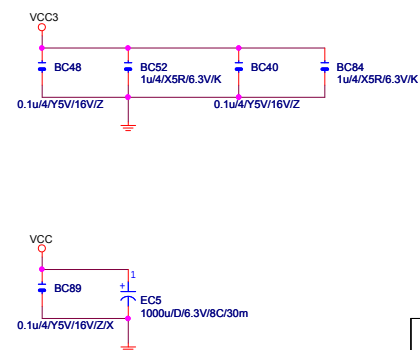 VCC3
BC48
BC52
BC40
BC84
1u/4/X5R/6.3V/K
1u/4/X5R/6.3V/K
0.1u/4/Y5V/16V/Z
0.1u/4/Y5V/16V/Z
VCC
1
+
BC89
EC5
1000u/D/6.3V/8C/30m
0.1u/4/Y5V/16V/Z/X